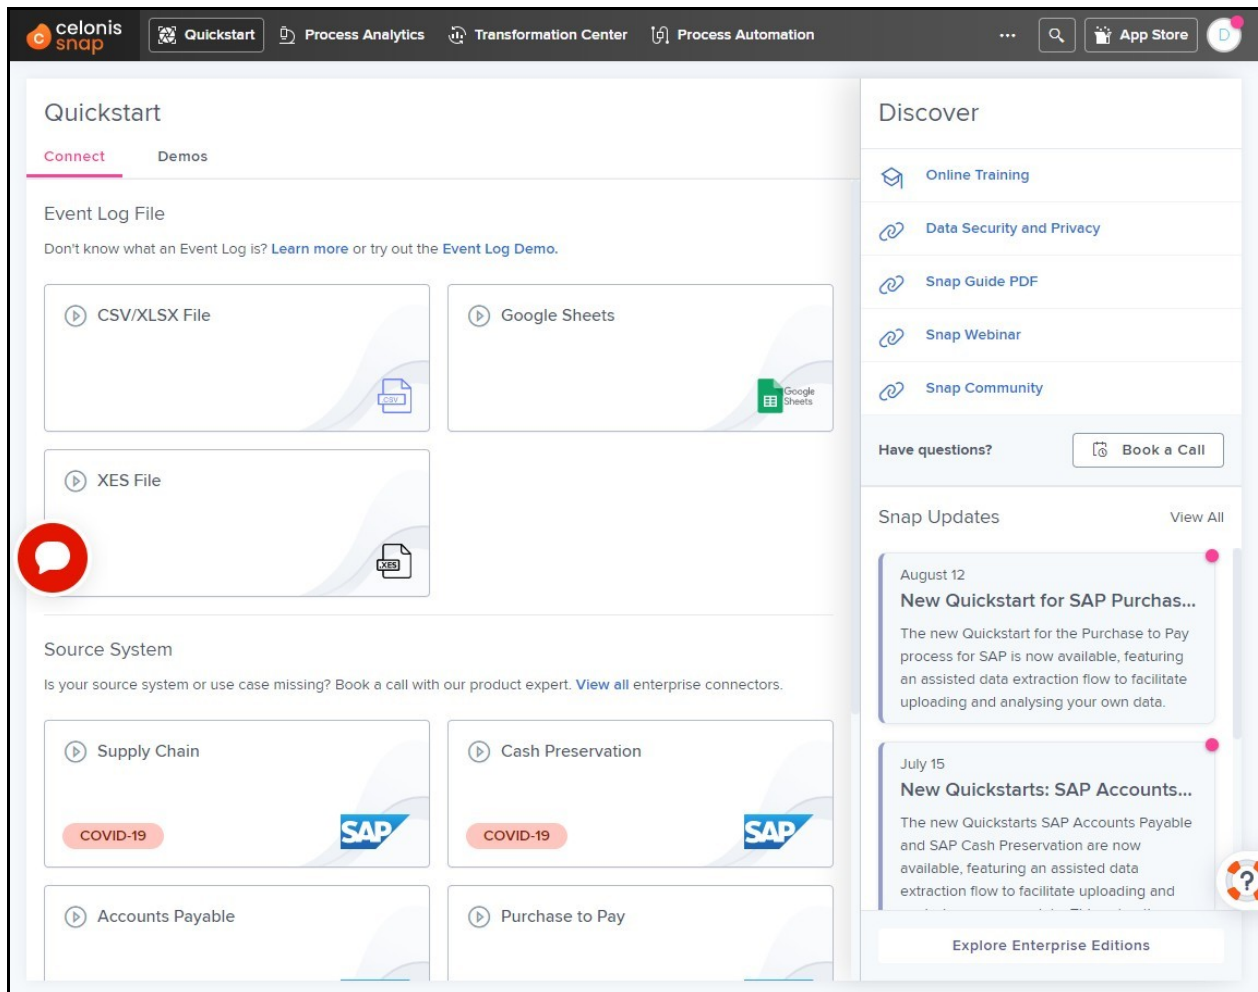 celonis
snap
Quickstart
Process Analytics
Transformation Center
Process Automation
App Store
D
Quickstart
Connect
Demos
Event Log File
Don't know what an Event Log is? Learn more or try out the Event Log Demo.
CSV/XLSX File
CSV
Google Sheets
Google
Sheets
XES File
.XES
Source System
Is your source system or use case missing? Book a call with our product expert. View all enterprise connectors.
Supply Chain
COVID-19
SAP
Cash Preservation
COVID-19
SAP
Accounts Payable
Purchase to Pay
Discover
Online Training
Data Security and Privacy
Snap Guide PDF
Snap Webinar
Snap Community
Have questions?
Book a Call
Snap Updates
View All
August 12
New Quickstart for SAP Purchas...
The new Quickstart for the Purchase to Pay
process for SAP is now available, featuring
an assisted data extraction flow to facilitate
uploading and analysing your own data.
July 15
New Quickstarts: SAP Accounts...
The new Quickstarts SAP Accounts Payable
and SAP Cash Preservation are now
available, featuring an assisted data
extraction flow to facilitate uploading and
Explore Enterprise Editions